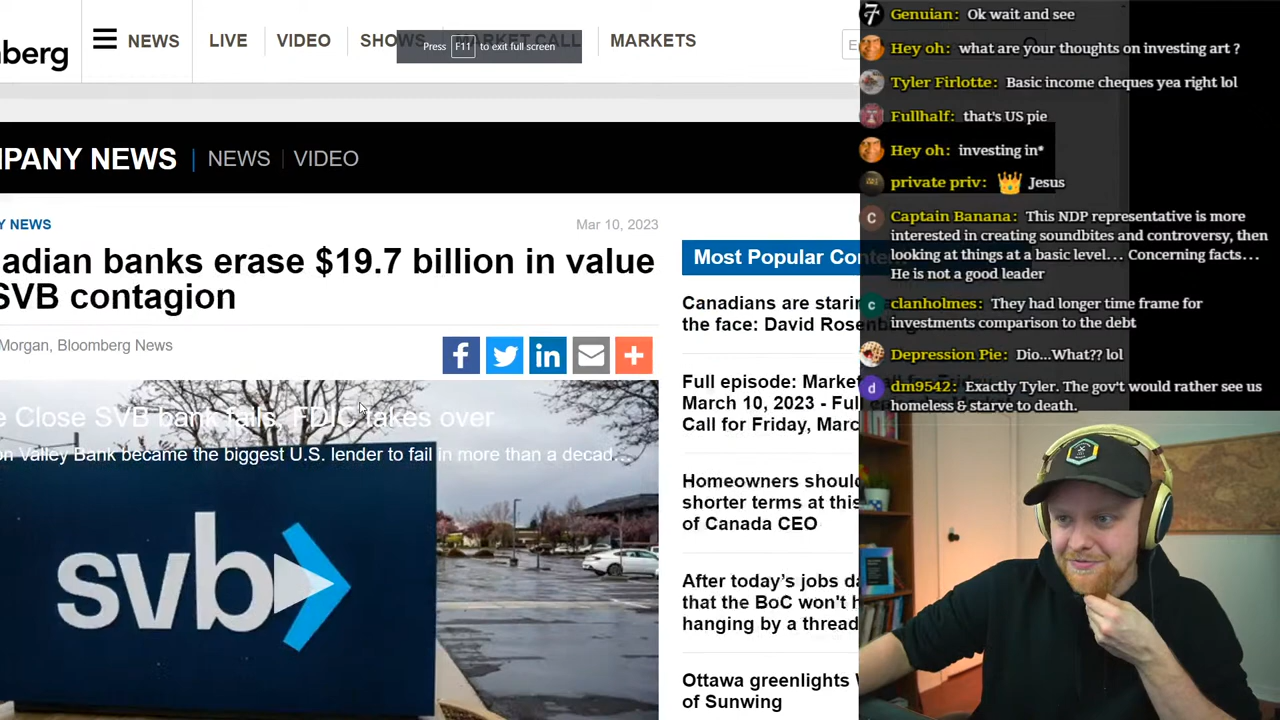 nberg
NEWS
LIVE
VIDEO
MARKETS
Press F11 to exit full screen
MPANY NEWS
NEWS
VIDEO
Y NEWS
Mar 10, 2023
adian banks erase $19.7 billion in value
SVB contagion
Morgan, Bloomberg News
e Close SVB bank fails, FDIC takes over
on Valley Bank became the biggest U.S. lender to fail in more than a decad...
svb
Most Popular Conte
Canadians are starin
the face: David Rosenb
Full episode: Market
March 10, 2023 - Full
Call for Friday, Marc
Homeowners should
shorter terms at this
of Canada CEO
After today's jobs da
that the BoC won't h
hanging by a thread
Ottawa greenlights W
of Sunwing
Genuian: Ok wait and see
Hey oh: what are your thoughts on investing art ?
Tyler Firlotte: Basic income cheques yea right lol
Fullhalf: that's US pie
Hey oh: investing in*
private priv: 👑 Jesus
Captain Banana: This NDP representative is more
interested in creating soundbites and controversy, then
looking at things at a basic level... Concerning facts...
He is not a good leader
clanholmes: They had longer time frame for
investments comparison to the debt
Depression Pie: Dio...What?? lol
dm9542: Exactly Tyler. The gov't would rather see us
homeless & starve to death.